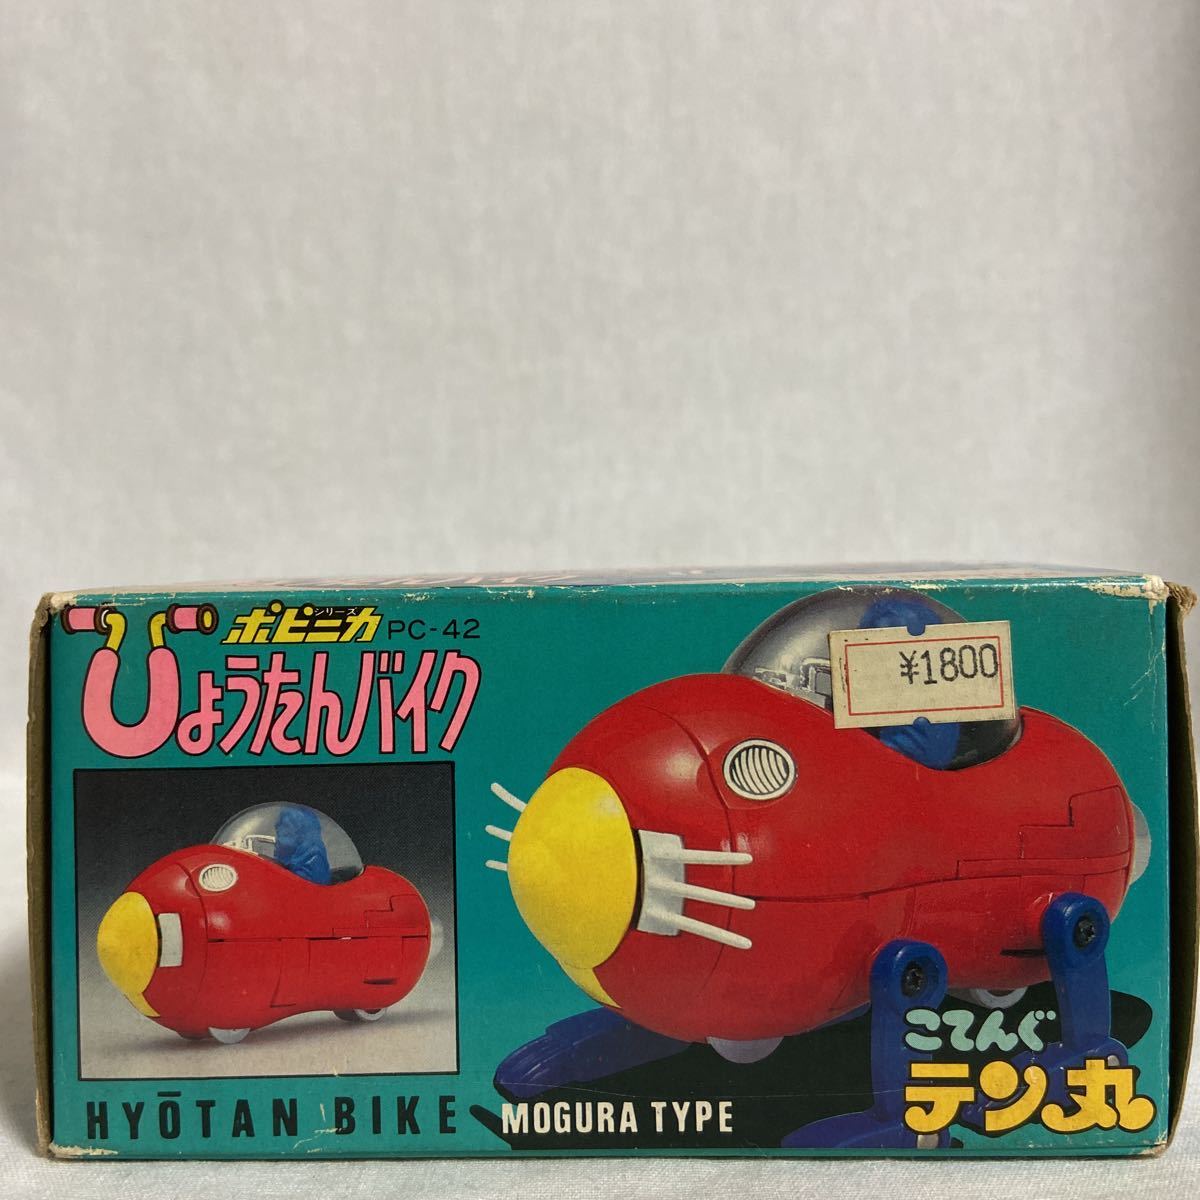 ポピニカ シリーズ PC-42
ひょうたんバイク
¥1800
こてんぐ
テン丸
HYŌTAN BIKE MOGURA TYPE